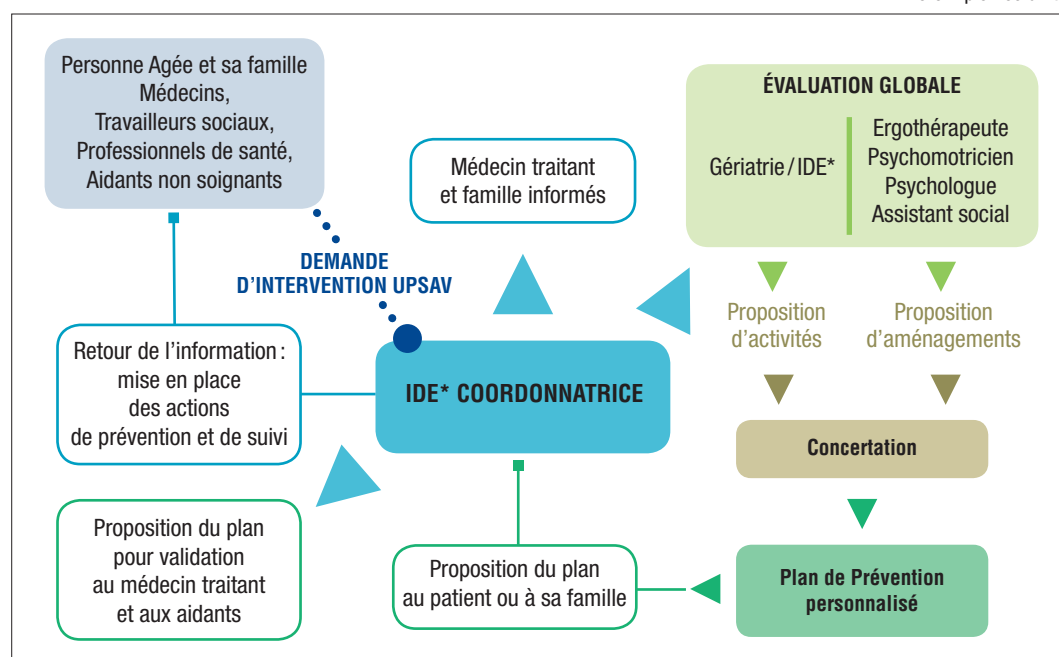 Personne Agée et sa famille
Médecins,
Travailleurs sociaux,
Professionnels de santé,
Aidants non soignants
DEMANDE
D'INTERVENTION UPSAV
Médecin traitant
et famille informés
ÉVALUATION GLOBALE
Gériatrie / IDE*
Ergothérapeute
Psychomotricien
Psychologue
Assistant social
Proposition
d'activités
Proposition
d'aménagements
Retour de l'information :
mise en place
des actions
de prévention et de suivi
IDE* COORDONNATRICE
Concertation
Proposition du plan
pour validation
au médecin traitant
et aux aidants
Proposition du plan
au patient ou à sa famille
Plan de Prévention
personnalisé